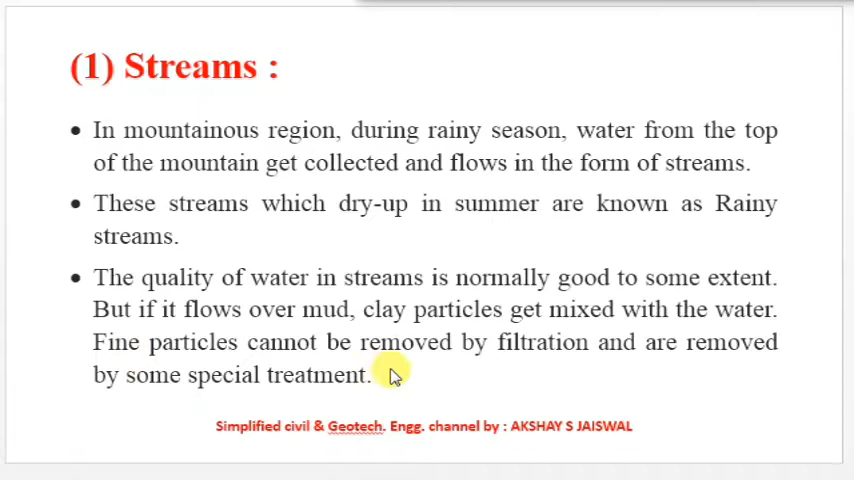 (1) Streams :
• In mountainous region, during rainy season, water from the top
of the mountain get collected and flows in the form of streams.
• These streams which dry-up in summer are known as Rainy
streams.
• The quality of water in streams is normally good to some extent.
But if it flows over mud, clay particles get mixed with the water.
Fine particles cannot be removed by filtration and are removed
by some special treatment.
Simplified civil & Geotech. Engg. channel by : AKSHAY S JAISWAL